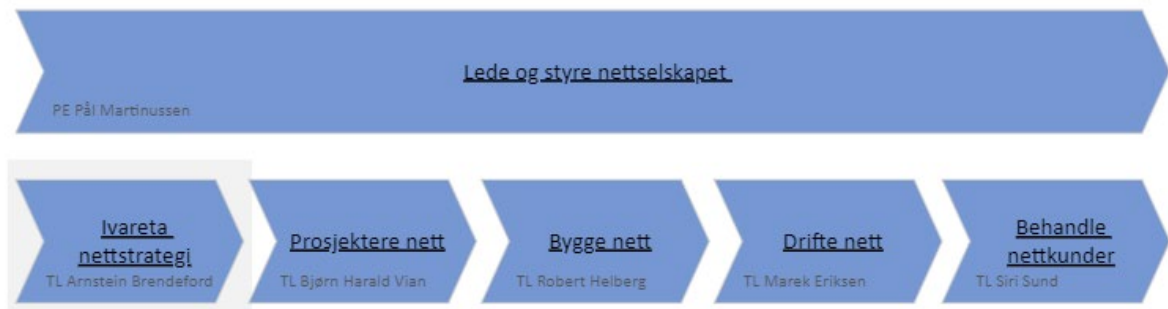 Lede og styre nettselskapet
PE Pål Martinussen
Ivareta
nettstrategi
TL Arnstein Brendeford
Prosjektere nett
TL Bjørn Harald Vian
Bygge nett
TL Robert Helberg
Drifte nett
TL Marek Eriksen
Behandle
nettkunder
TL Siri Sund